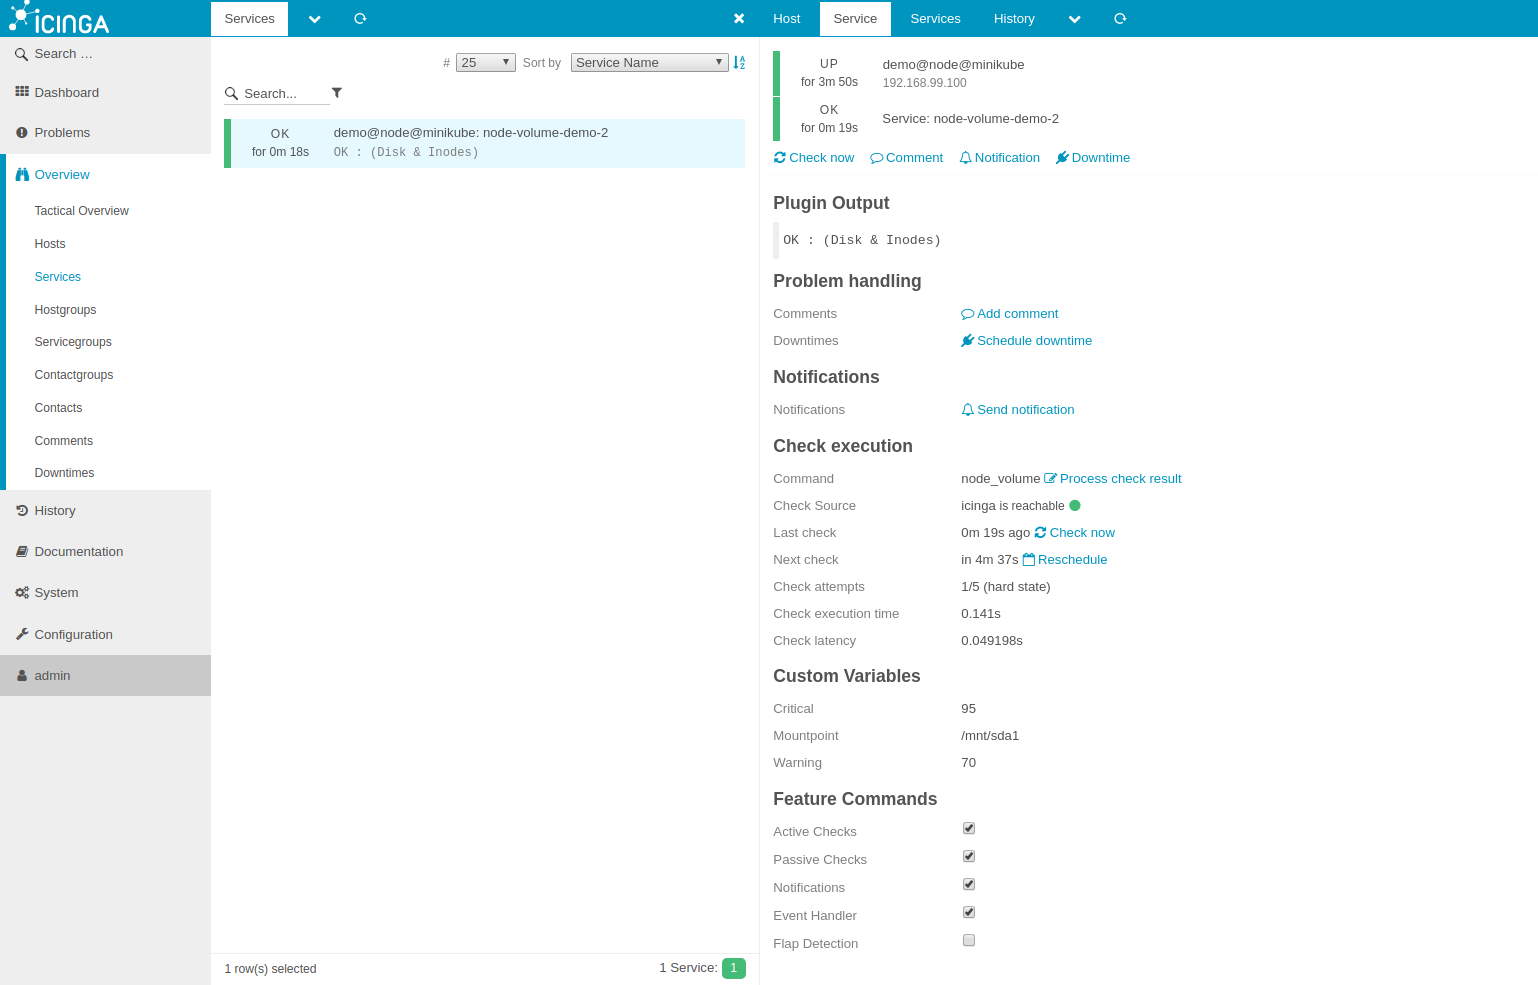 iCINGA
Search …
Dashboard
Problems
Overview
Tactical Overview
Hosts
Services
Hostgroups
Servicegroups
Contactgroups
Contacts
Comments
Downtimes
History
Documentation
System
Configuration
admin
Services
# 25 Sort by Service Name
Search...
OK
for 0m 18s
demo@node@minikube: node-volume-demo-2
OK : (Disk & Inodes)
1 row(s) selected
1 Service: 1
Host Service Services History
UP
for 3m 50s
demo@node@minikube
192.168.99.100
OK
for 0m 19s
Service: node-volume-demo-2
Check now Comment Notification Downtime
Plugin Output
OK : (Disk & Inodes)
Problem handling
Comments Add comment
Downtimes Schedule downtime
Notifications
Notifications Send notification
Check execution
Command node_volume Process check result
Check Source icinga is reachable
Last check 0m 19s ago Check now
Next check in 4m 37s Reschedule
Check attempts 1/5 (hard state)
Check execution time 0.141s
Check latency 0.049198s
Custom Variables
Critical 95
Mountpoint /mnt/sda1
Warning 70
Feature Commands
Active Checks
Passive Checks
Notifications
Event Handler
Flap Detection